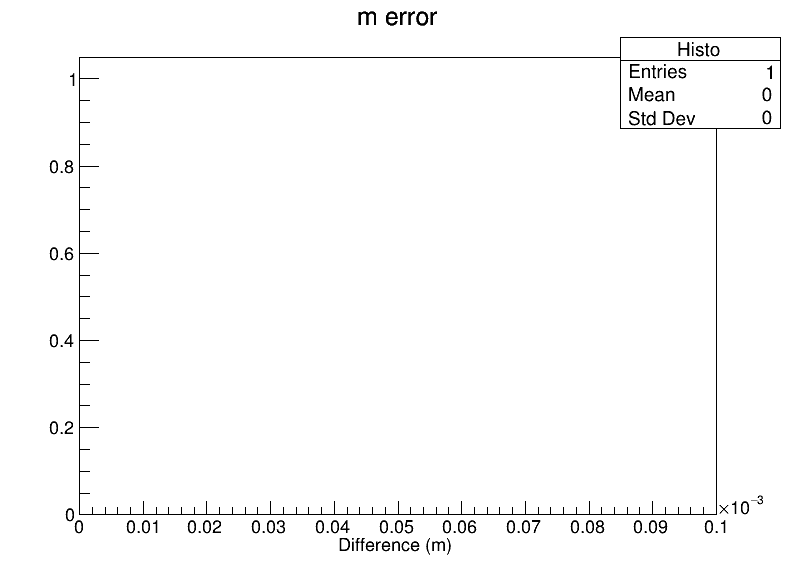 m error
Histo
Entries 1
Mean 0
Std Dev 0
1
0.8
0.6
0.4
0.2
0
0 0.01 0.02 0.03 0.04 0.05 0.06 0.07 0.08 0.09 0.1
×10⁻³
Difference (m)